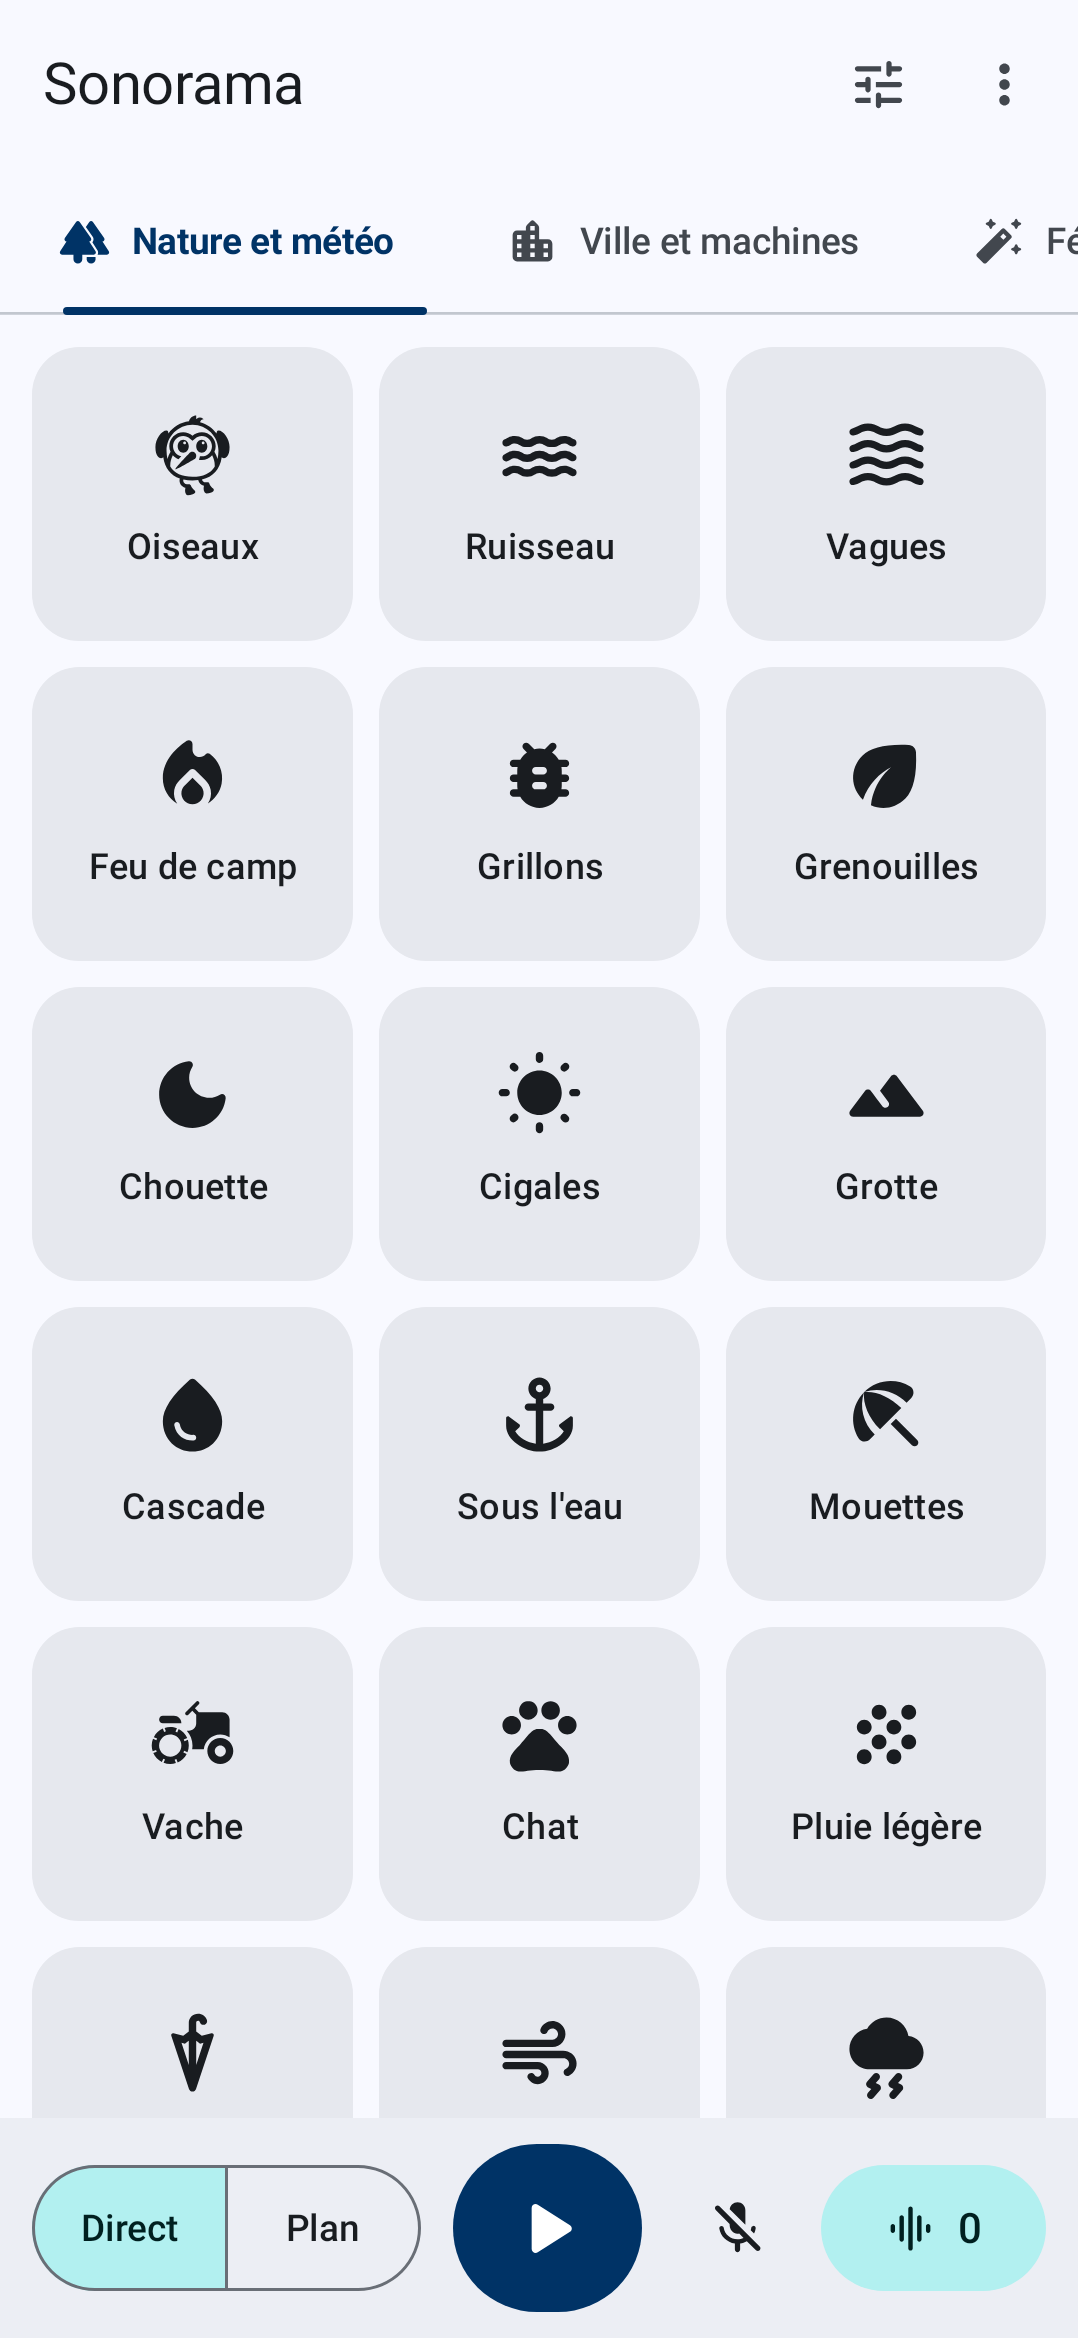 Sonorama
Nature et météo
Ville et machines
Fé
Oiseaux
Ruisseau
Vagues
Feu de camp
Grillons
Grenouilles
Chouette
Cigales
Grotte
Cascade
Sous l'eau
Mouettes
Vache
Chat
Pluie légère
Direct
Plan
0